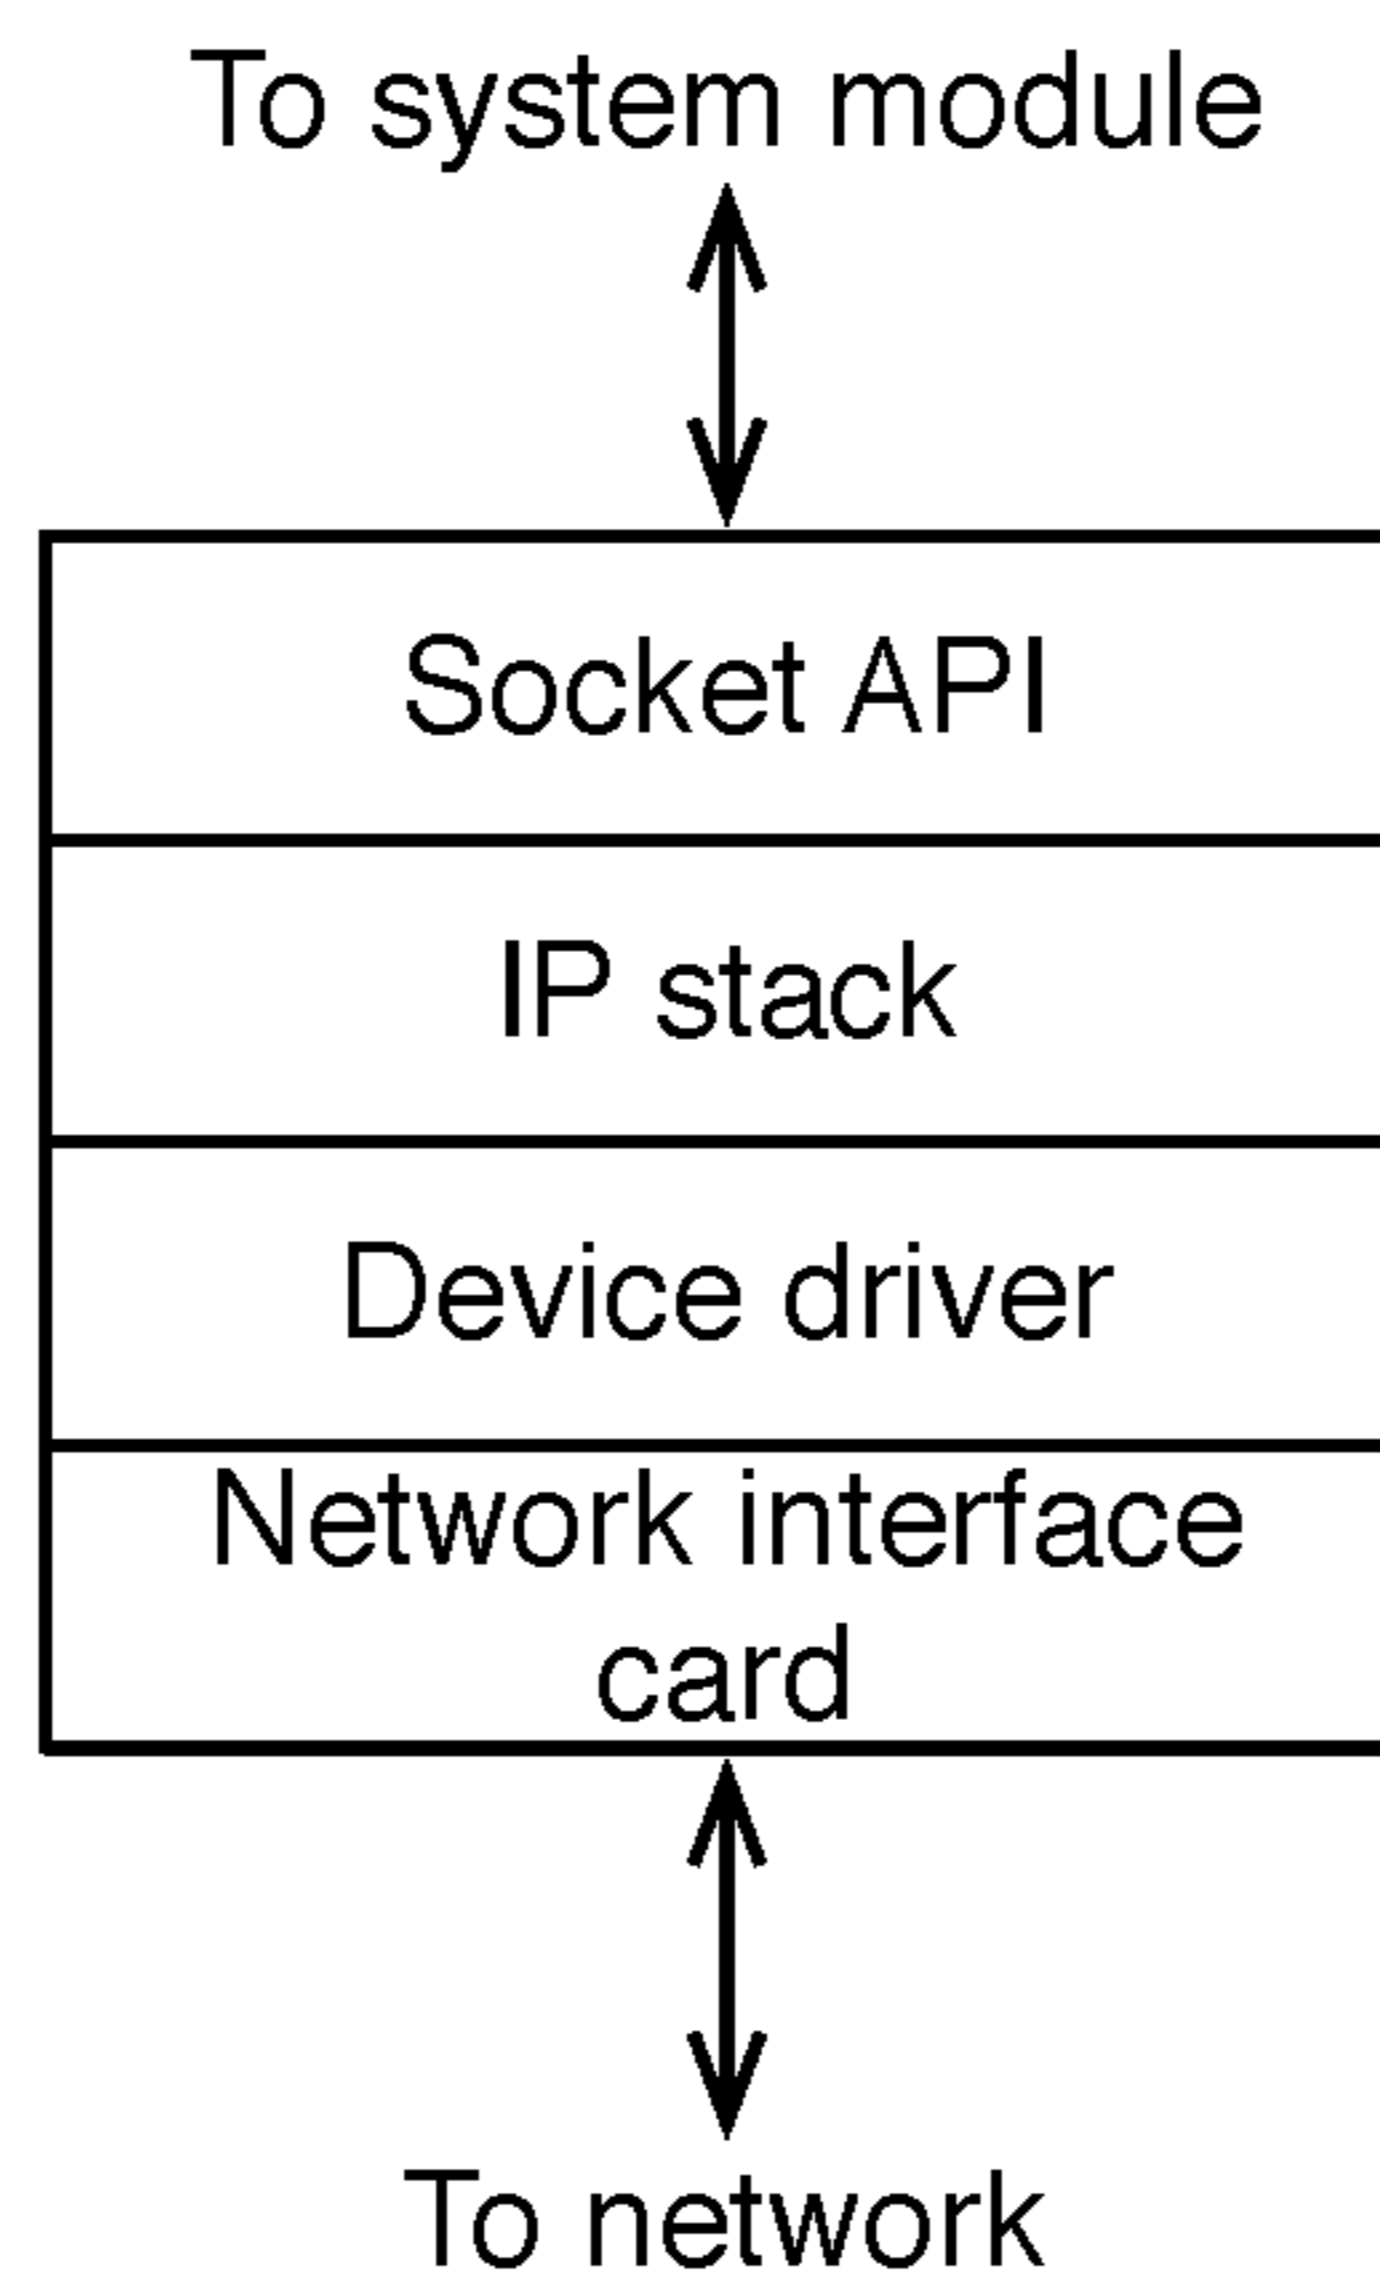 To system module
Socket API
IP stack
Device driver
Network interface
card
To network